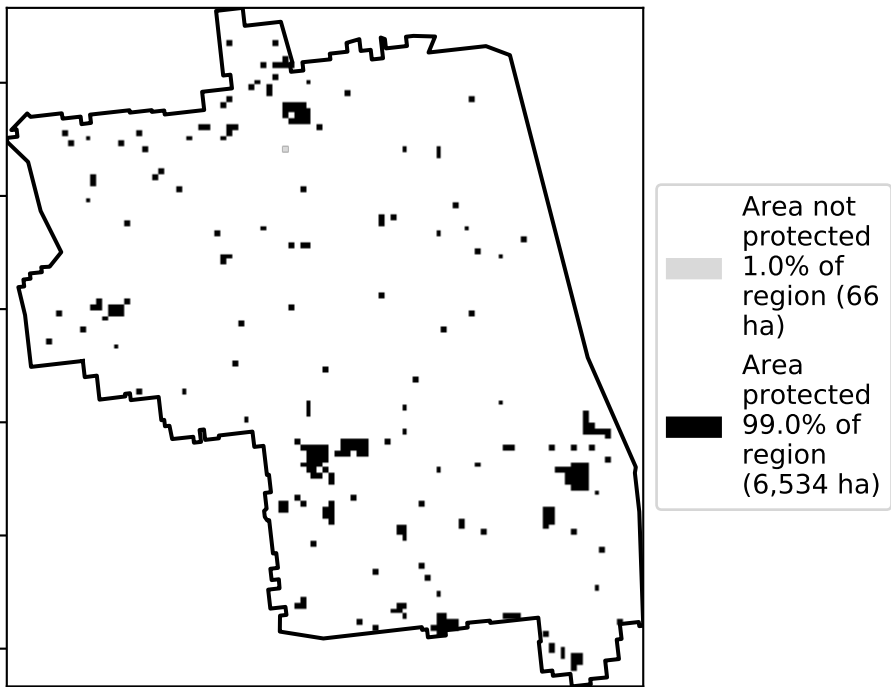 Area not
protected
1.0% of
region (66
ha)
Area
protected
99.0% of
region
(6,534 ha)